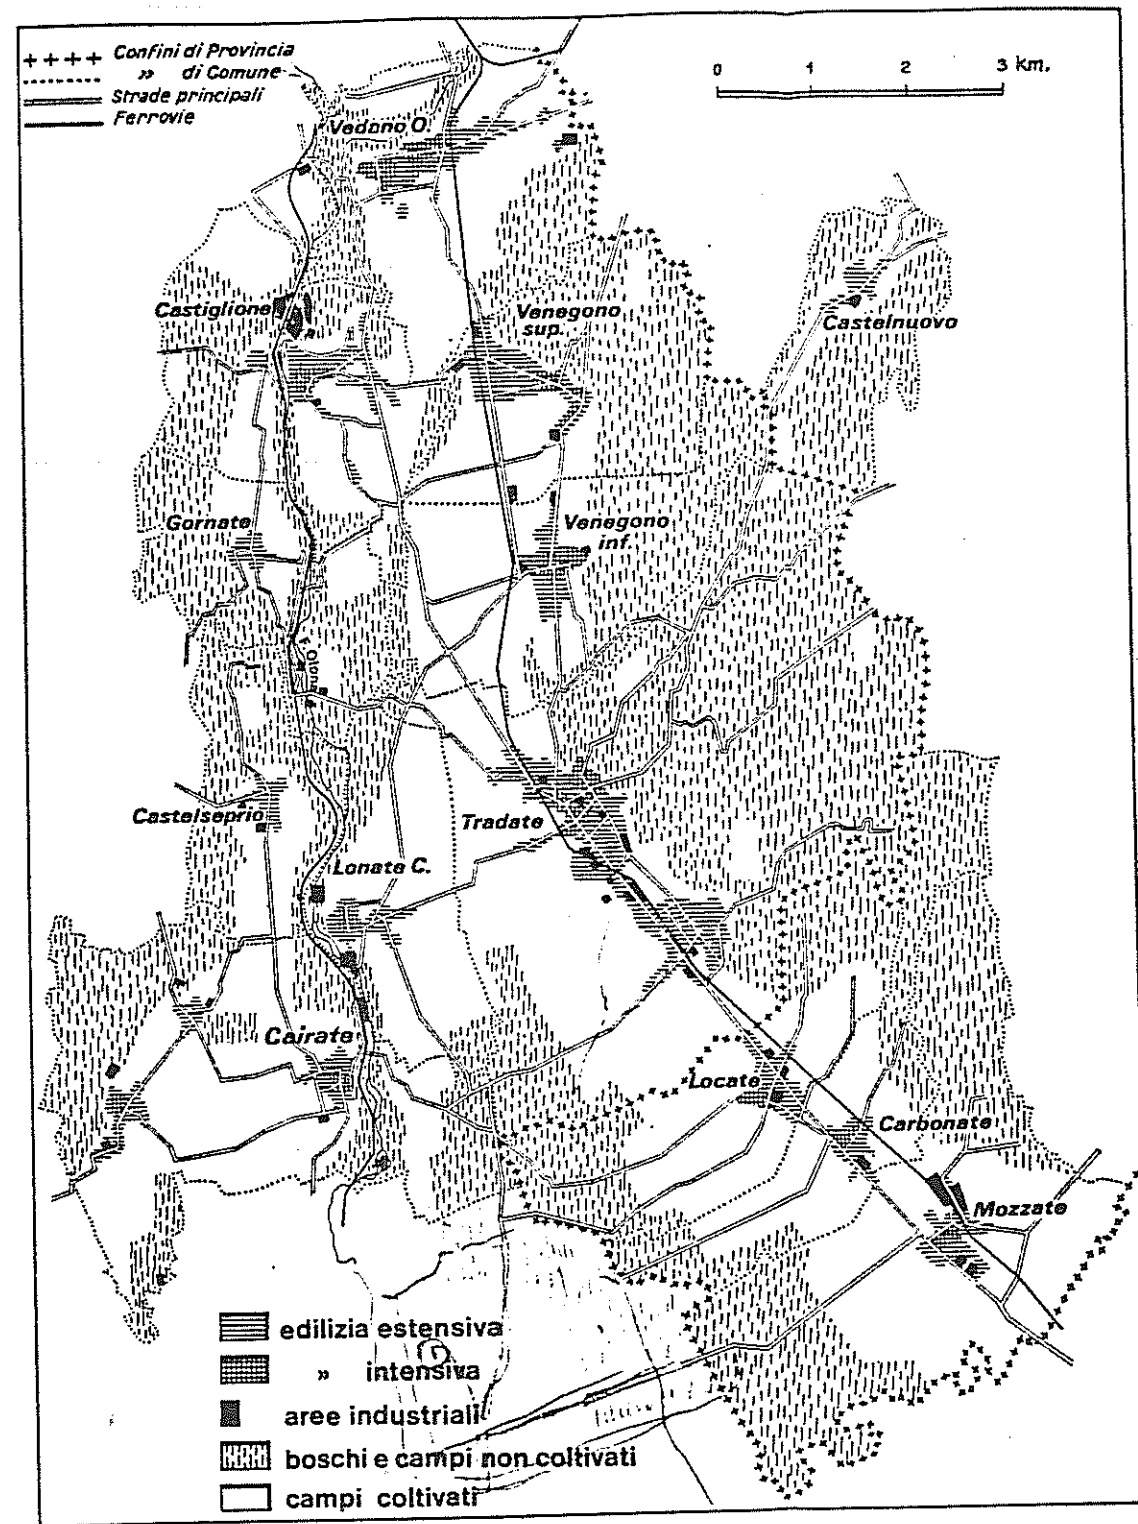 Confini di Provincia
» di Comune
Strade principali
Ferrovie
0 1 2 3 km.
Vedano O.
Castiglione
Venegono
sup.
Castelnuovo
Gornate
Venegono
inf.
F. Olona
Castelseprio
Tradate
Lonate C.
Cairate
Locate
Carbonate
Mozzate
edilizia estensiva
» intensiva
aree industriali
boschi e campi non coltivati
campi coltivati